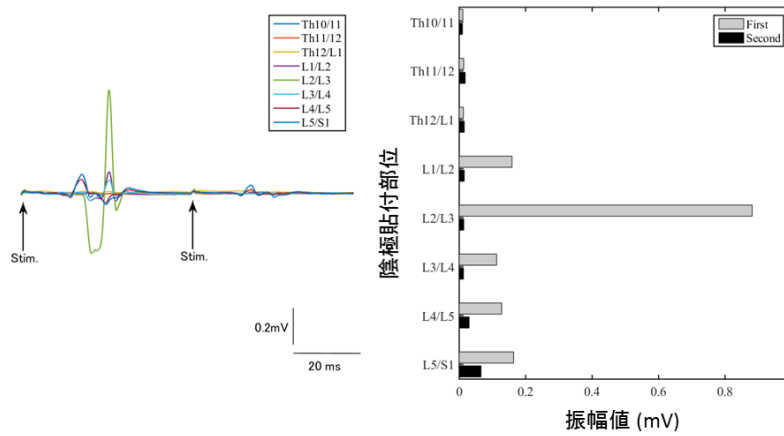 Th10/11
Th11/12
Th12/L1
L1/L2
L2/L3
L3/L4
L4/L5
L5/S1
Stim.
Stim.
0.2mV
20 ms
First
Second
陰極貼付部位
Th10/11
Th11/12
Th12/L1
L1/L2
L2/L3
L3/L4
L4/L5
L5/S1
0
0.2
0.4
0.6
0.8
振幅値 (mV)